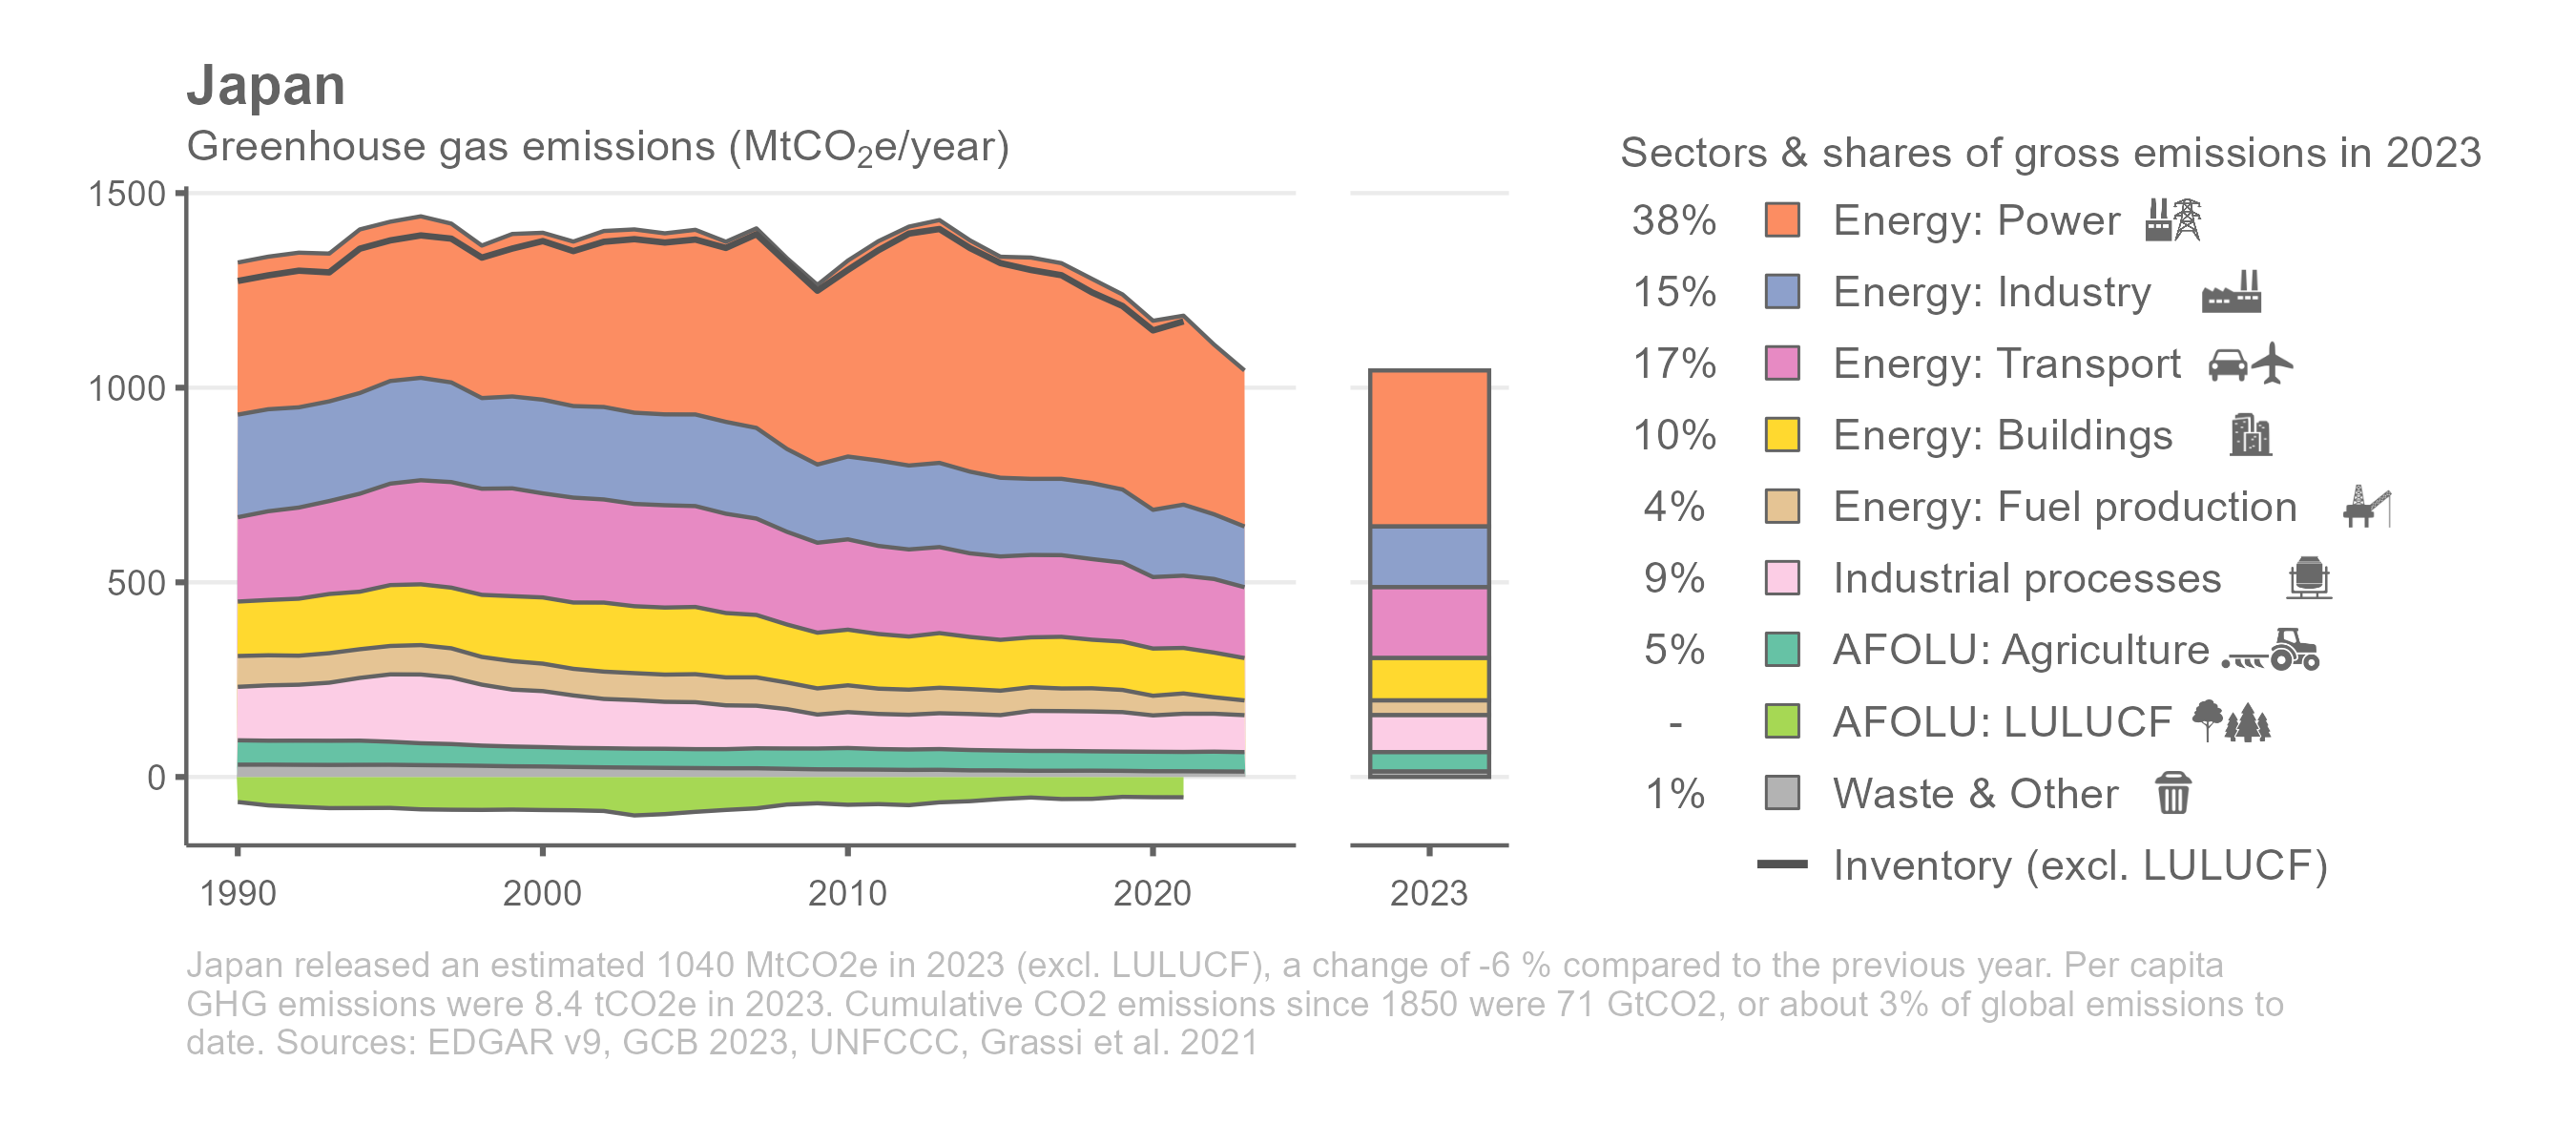 Japan
Greenhouse gas emissions (MtCO₂e/year)
1500
1000
500
0
1990
2000
2010
2020
2023
Sectors & shares of gross emissions in 2023
38% Energy: Power
15% Energy: Industry
17% Energy: Transport
10% Energy: Buildings
4% Energy: Fuel production
9% Industrial processes
5% AFOLU: Agriculture
- AFOLU: LULUCF
1% Waste & Other
Inventory (excl. LULUCF)
Japan released an estimated 1040 MtCO2e in 2023 (excl. LULUCF), a change of -6 % compared to the previous year. Per capita
GHG emissions were 8.4 tCO2e in 2023. Cumulative CO2 emissions since 1850 were 71 GtCO2, or about 3% of global emissions to
date. Sources: EDGAR v9, GCB 2023, UNFCCC, Grassi et al. 2021